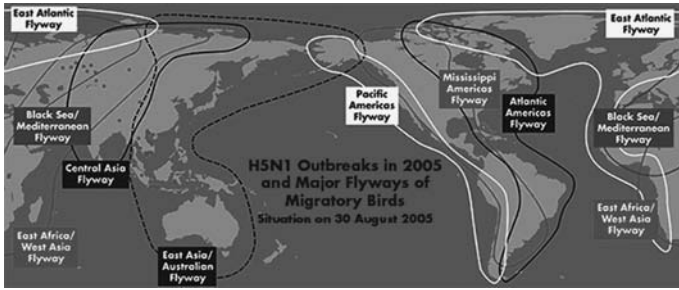 East Atlantic
Flyway
East Atlantic
Flyway
Black Sea/
Mediterranean
Flyway
Central Asia
Flyway
East Africa/
West Asia
Flyway
East Asia/
Australian
Flyway
Pacific
Americas
Flyway
Mississippi
Americas
Flyway
Atlantic
Americas
Flyway
Black Sea/
Mediterranean
Flyway
East Africa/
West Asia
Flyway
H5N1 Outbreaks in 2005
and Major Flyways of
Migratory Birds
Situation on 30 August 2005